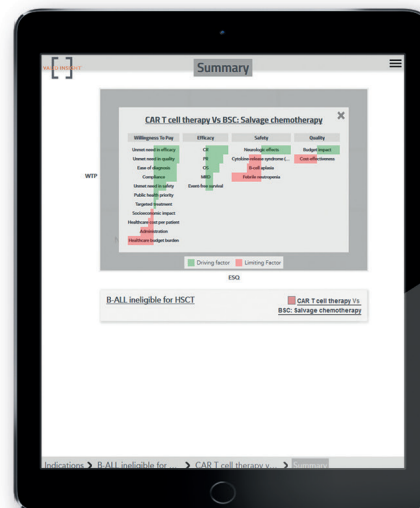 VALUE INSIGHT
Summary
CAR T cell therapy Vs BSC: Salvage chemotherapy
Willingness To Pay
Efficacy
Safety
Quality
Unmet need in efficacy
CR
Neurologic effects
Budget impact
Unmet need in quality
PR
Cytokine release syndrome (...
Cost effectiveness
Ease of diagnosis
OS
B-cell aplasia
Compliance
MRD
Febrile neutropenia
Unmet need in safety
Event-free survival
Public health priority
Targeted treatment
Socioeconomic impact
Healthcare cost per patient
Administration
Healthcare budget burden
WTP
Driving factor
Limiting Factor
ESQ
B-ALL ineligible for HSCT
CAR T cell therapy Vs
BSC: Salvage chemotherapy
Indications ❯ B-ALL ineligible for ... ❯ CAR T cell therapy v... ❯ Summary